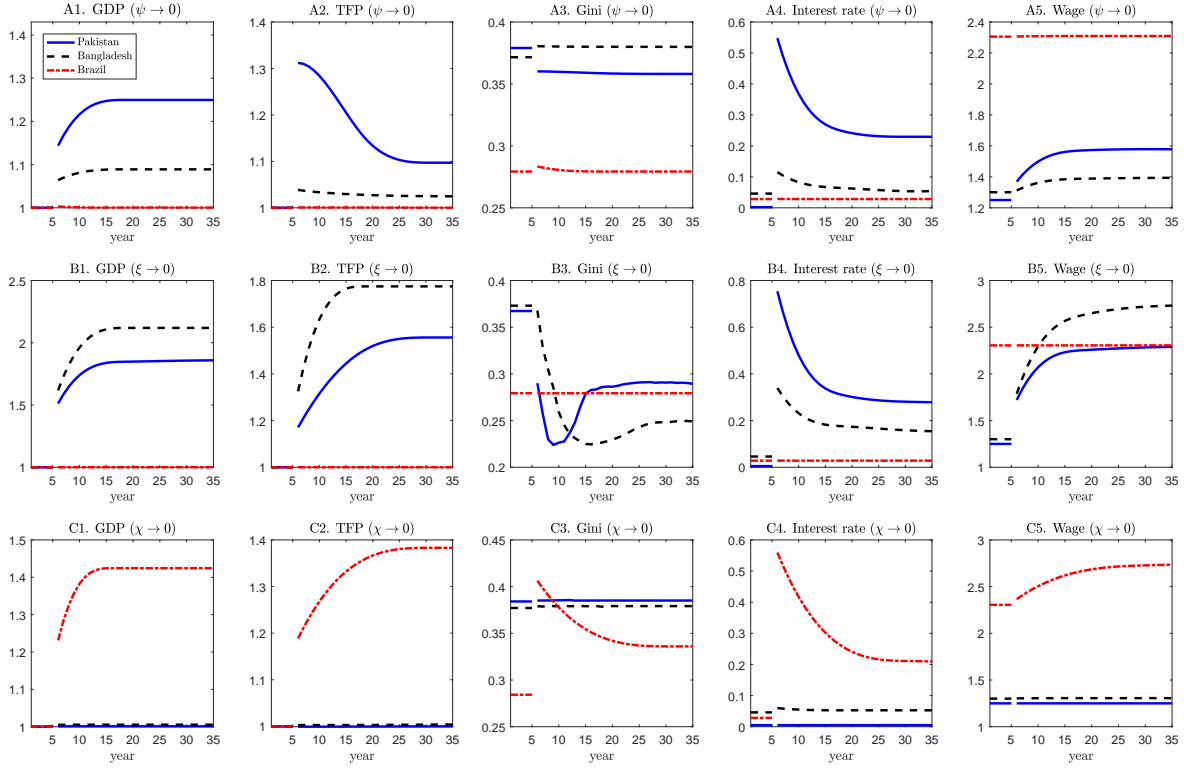 A1. GDP (ψ → 0)
A2. TFP (ψ → 0)
A3. Gini (ψ → 0)
A4. Interest rate (ψ → 0)
A5. Wage (ψ → 0)
1.4
1.3
1.2
1.1
1
Pakistan
Bangladesh
Brazil
5 10 15 20 25 30 35
year
1.4
1.3
1.2
1.1
1
5 10 15 20 25 30 35
year
0.4
0.35
0.3
0.25
5 10 15 20 25 30 35
year
0.6
0.5
0.4
0.3
0.2
0.1
0
5 10 15 20 25 30 35
year
2.4
2.2
2
1.8
1.6
1.4
1.2
5 10 15 20 25 30 35
year
B1. GDP (ξ → 0)
B2. TFP (ξ → 0)
B3. Gini (ξ → 0)
B4. Interest rate (ξ → 0)
B5. Wage (ξ → 0)
2.5
2
1.5
1
5 10 15 20 25 30 35
year
1.8
1.6
1.4
1.2
1
5 10 15 20 25 30 35
year
0.4
0.35
0.3
0.25
0.2
5 10 15 20 25 30 35
year
0.8
0.6
0.4
0.2
0
5 10 15 20 25 30 35
year
3
2.5
2
1.5
1
5 10 15 20 25 30 35
year
C1. GDP (χ → 0)
C2. TFP (χ → 0)
C3. Gini (χ → 0)
C4. Interest rate (χ → 0)
C5. Wage (χ → 0)
1.5
1.4
1.3
1.2
1.1
1
5 10 15 20 25 30 35
year
1.4
1.3
1.2
1.1
1
5 10 15 20 25 30 35
year
0.45
0.4
0.35
0.3
0.25
5 10 15 20 25 30 35
year
0.6
0.5
0.4
0.3
0.2
0.1
0
5 10 15 20 25 30 35
year
3
2.5
2
1.5
1
5 10 15 20 25 30 35
year